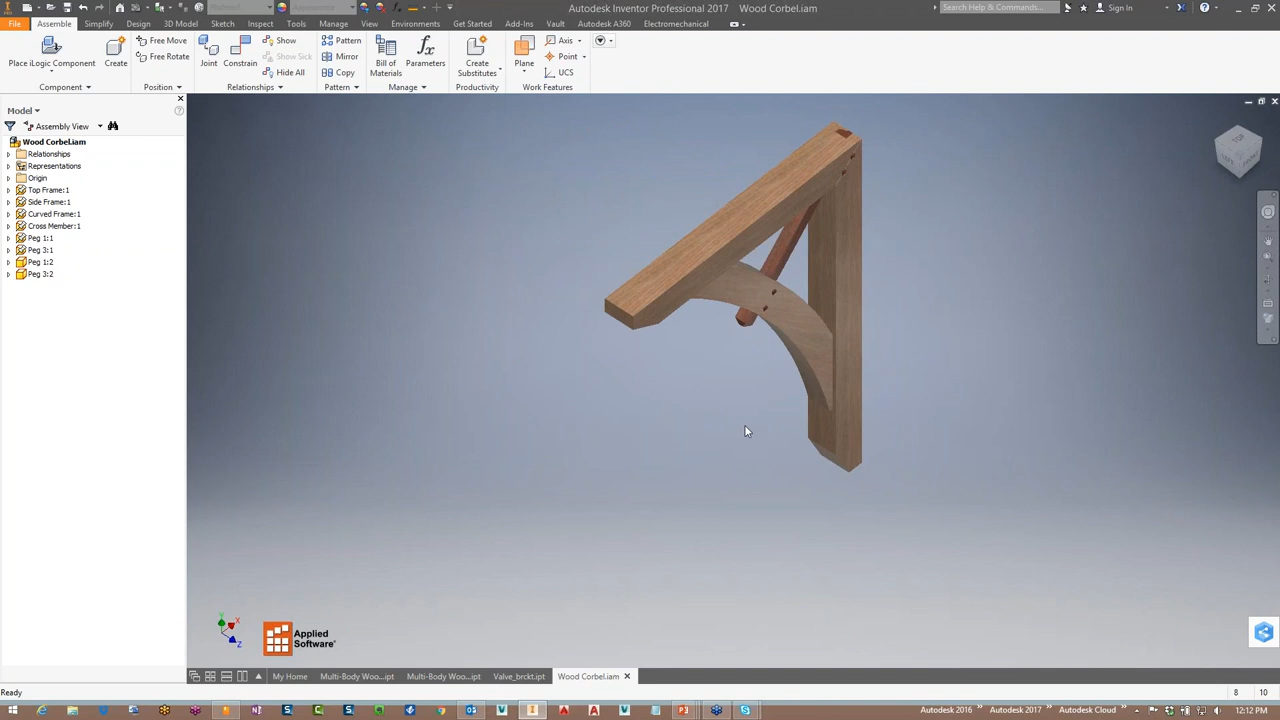 Autodesk Inventor Professional 2017   Wood Corbel.iam
Search Help & Commands...
Sign In
File
Assemble
Simplify
Design
3D Model
Sketch
Inspect
Tools
Manage
View
Environments
Get Started
Add-Ins
Vault
Autodesk A360
Electromechanical
Place iLogic Component
Create
Free Move
Free Rotate
Joint
Constrain
Show
Show Sick
Hide All
Pattern
Mirror
Copy
Bill of
Materials
Parameters
Create
Substitutes
Plane
Axis
Point
UCS
Component
Position
Relationships
Pattern
Manage
Productivity
Work Features
Model
Assembly View
Wood Corbel.iam
Relationships
Representations
Origin
Top Frame:1
Side Frame:1
Curved Frame:1
Cross Member:1
Peg 1:1
Peg 3:1
Peg 1:2
Peg 3:2
TOP
X
Z
Applied
Software®
My Home
Multi-Body Woo...ipt
Multi-Body Woo...ipt
Valve_brckt.ipt
Wood Corbel.iam
Ready
8
10
Autodesk 2016
Autodesk 2017
Autodesk Cloud
12:12 PM